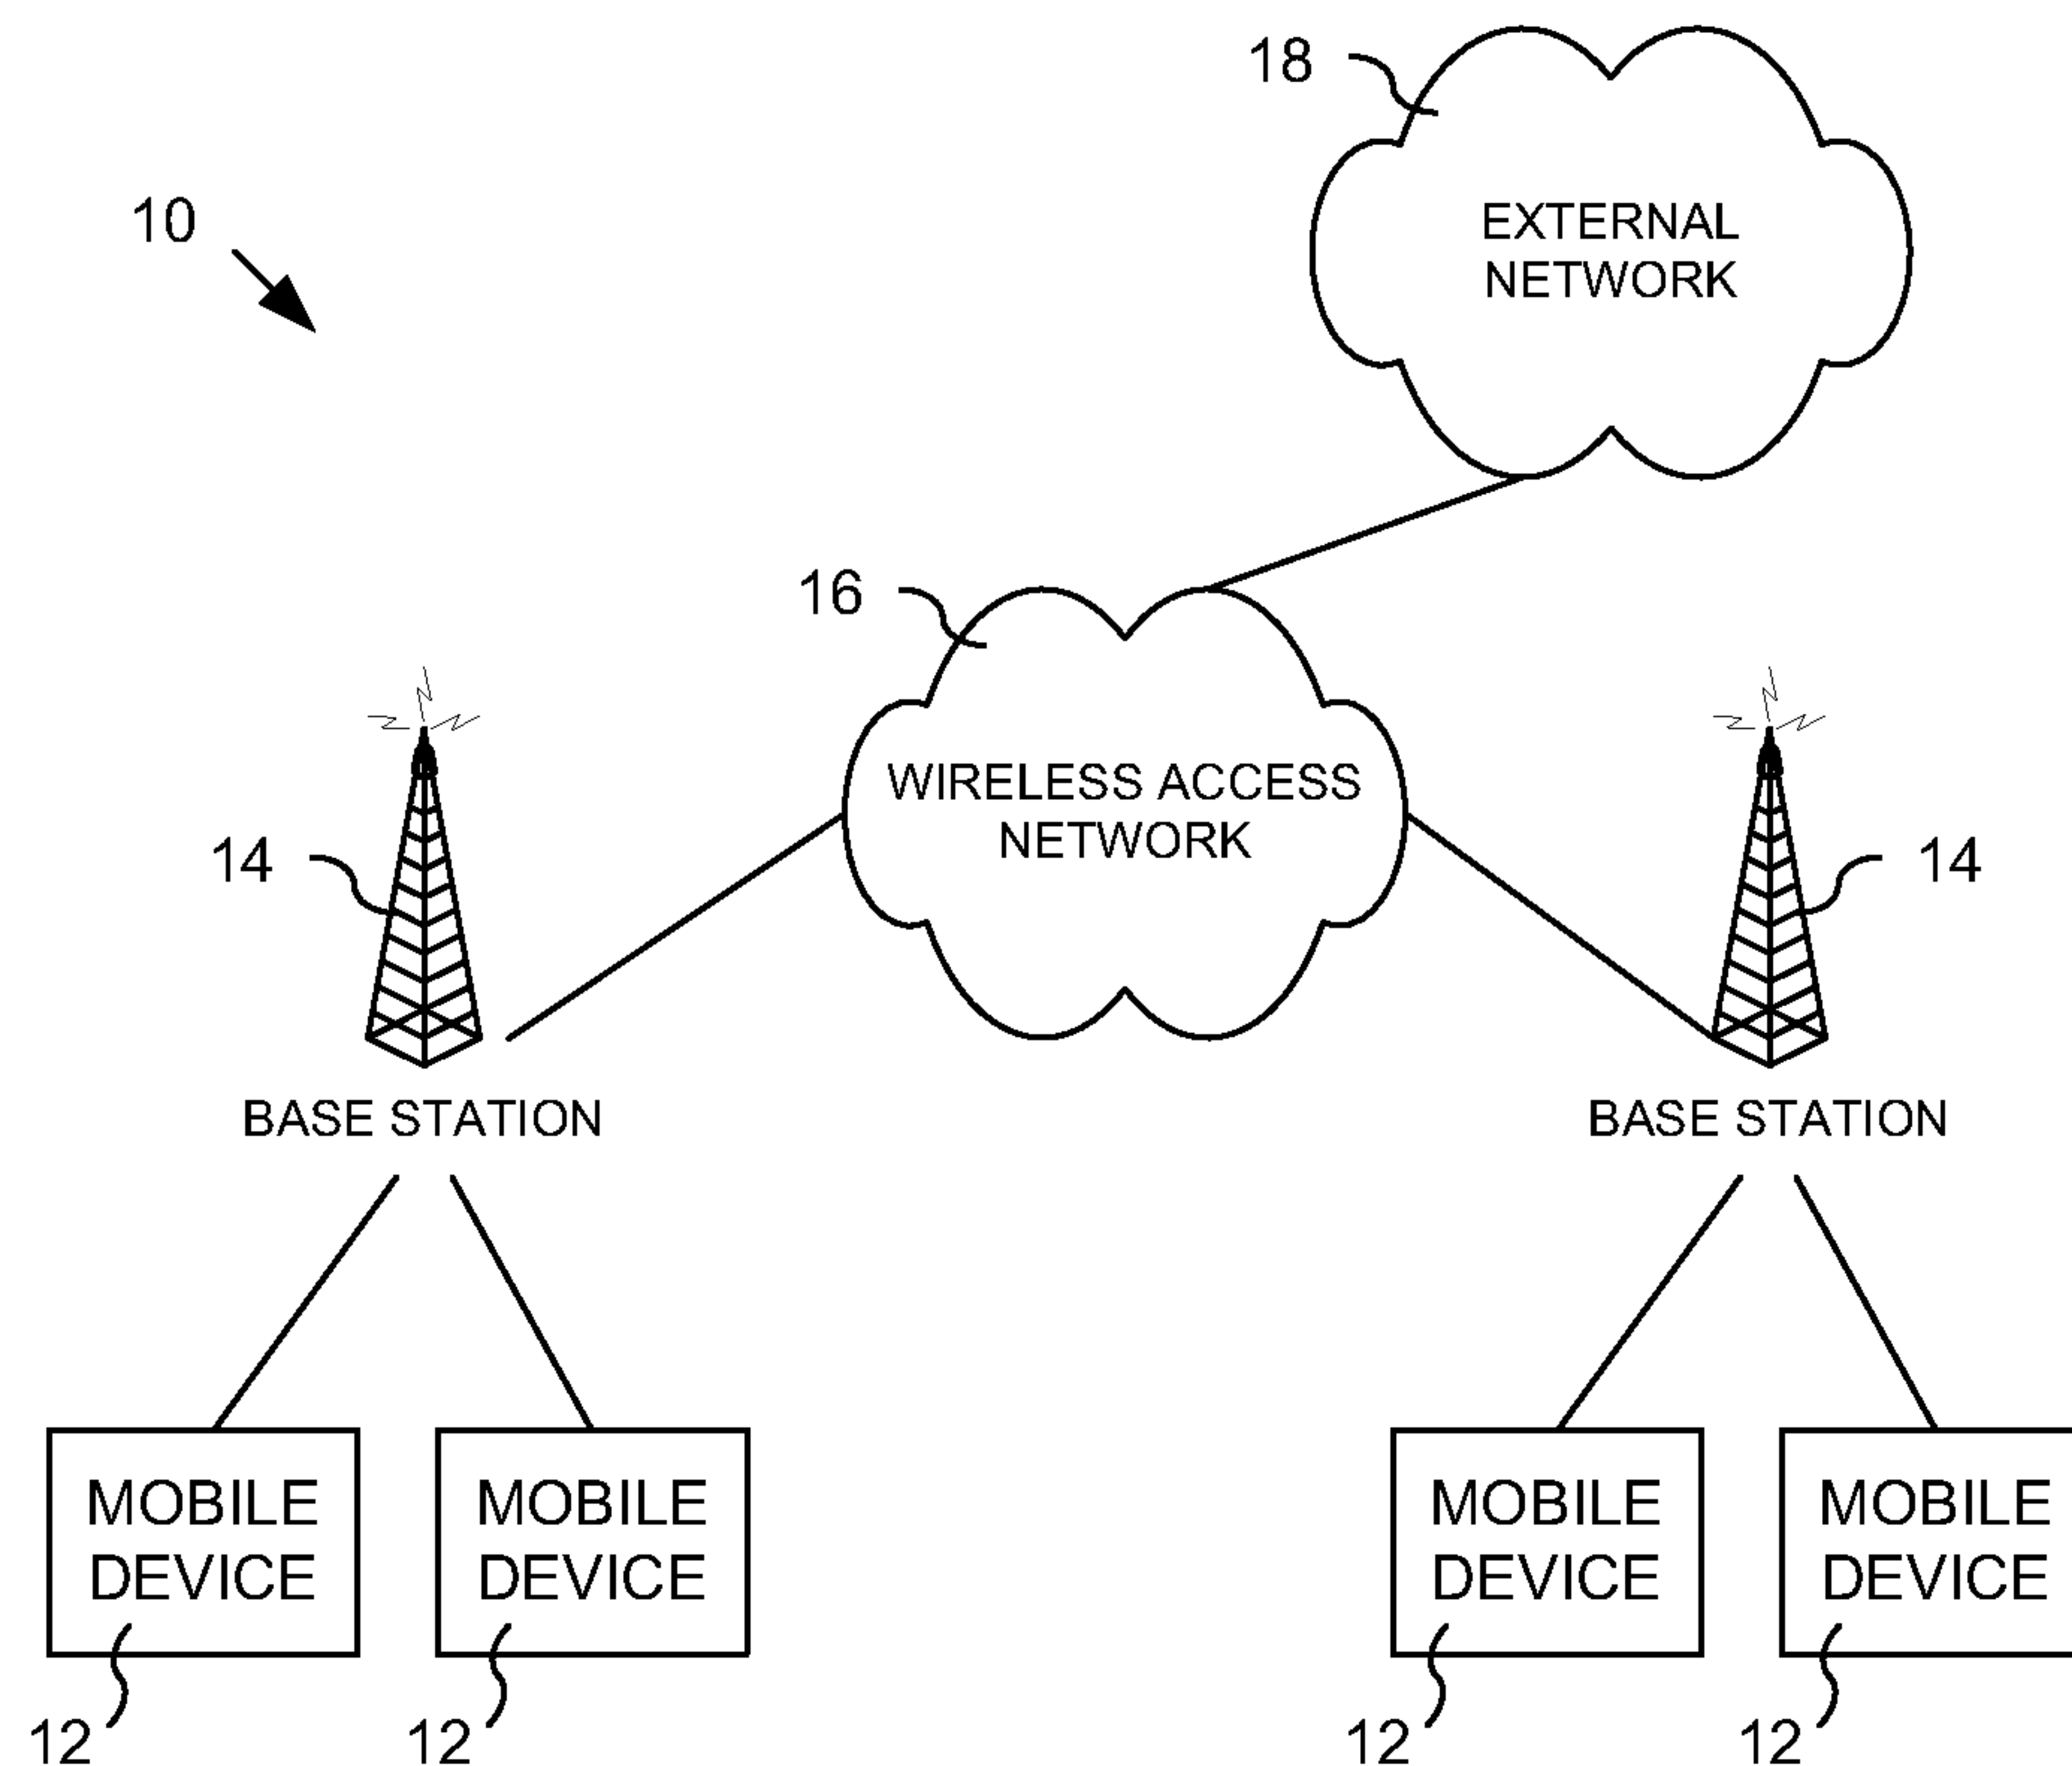 18
10
EXTERNAL
NETWORK
16
WIRELESS ACCESS
NETWORK
14
14
BASE STATION
BASE STATION
MOBILE
DEVICE
MOBILE
DEVICE
MOBILE
DEVICE
MOBILE
DEVICE
12
12
12
12